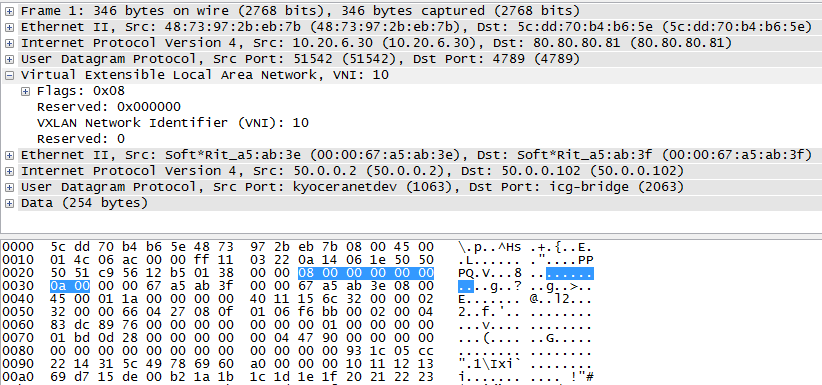 Frame 1: 346 bytes on wire (2768 bits), 346 bytes captured (2768 bits)
Ethernet II, Src: 48:73:97:2b:eb:7b (48:73:97:2b:eb:7b), Dst: 5c:dd:70:b4:b6:5e (5c:dd:70:b4:b6:5e)
Internet Protocol Version 4, Src: 10.20.6.30 (10.20.6.30), Dst: 80.80.80.81 (80.80.80.81)
User Datagram Protocol, Src Port: 51542 (51542), Dst Port: 4789 (4789)
Virtual Extensible Local Area Network, VNI: 10
Flags: 0x08
Reserved: 0x000000
VXLAN Network Identifier (VNI): 10
Reserved: 0
Ethernet II, Src: Soft*Rit_a5:ab:3e (00:00:67:a5:ab:3e), Dst: Soft*Rit_a5:ab:3f (00:00:67:a5:ab:3f)
Internet Protocol Version 4, Src: 50.0.0.2 (50.0.0.2), Dst: 50.0.0.102 (50.0.0.102)
User Datagram Protocol, Src Port: kyoceranetdev (1063), Dst Port: icg-bridge (2063)
Data (254 bytes)
0000 5c dd 70 b4 b6 5e 48 73 97 2b eb 7b 08 00 45 00 \.p..^Hs .+.{..E.
0010 01 4c 06 ac 00 00 ff 11 03 22 0a 14 06 1e 50 50 .L...... ."....PP
0020 50 51 c9 56 12 b5 01 38 00 00 08 00 00 00 00 00 PQ.V...8 ........
0030 0a 00 00 00 67 a5 ab 3f 00 00 67 a5 ab 3e 08 00 ....g..? ..g..>..
0040 45 00 01 1a 00 00 00 00 40 11 15 6c 32 00 00 02 E....... @..l2...
0050 32 00 00 66 04 27 08 0f 01 06 f6 bb 00 02 00 04 2..f.'.. ........
0060 83 dc 89 76 00 00 00 00 00 00 00 01 00 00 00 00 ...v.... ........
0070 01 bd 0d 28 00 00 00 00 04 47 90 00 00 00 00 00 ...(.... .G......
0080 00 00 00 00 00 00 00 00 00 00 00 00 93 1c 05 cc ........ ........
0090 22 14 31 5c 49 78 69 60 a0 00 00 00 10 11 12 13 ".1\Ixi` ........
00a0 69 d7 15 de 00 b2 1a 1b 1c 1d 1e 1f 20 21 22 23 i....... .... !"#